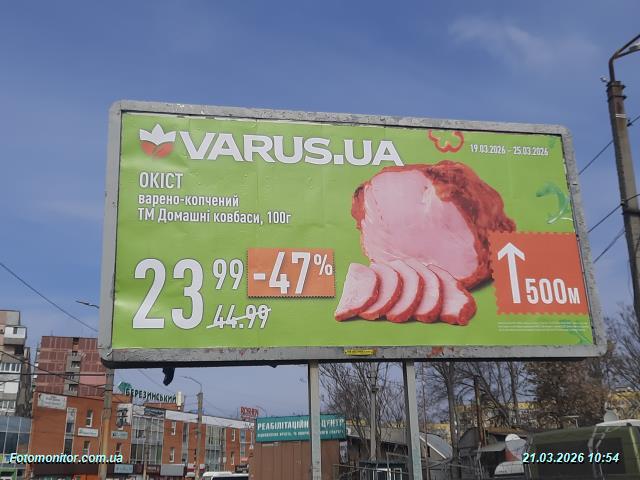 VARUS.UA
19.03.2026 – 25.03.2026
ОКІСТ
варено-копчений
ТМ Домашні ковбаси, 100г
23 99
-47%
44.99
500м
БЕРЕЗИНСЬКИЙ
РЕАБІЛІТАЦІЙНИЙ ЦЕНТР
Fotomonitor.com.ua
21.03.2026 10:54